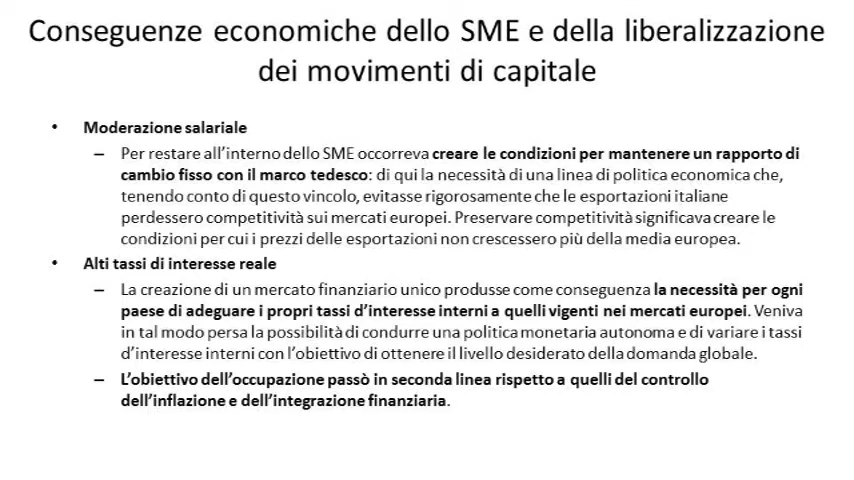 Conseguenze economiche dello SME e della liberalizzazione
dei movimenti di capitale
• Moderazione salariale
– Per restare all'interno dello SME occorreva creare le condizioni per mantenere un rapporto di
cambio fisso con il marco tedesco: di qui la necessità di una linea di politica economica che,
tenendo conto di questo vincolo, evitasse rigorosamente che le esportazioni italiane
perdessero competitività sui mercati europei. Preservare competitività significava creare le
condizioni per cui i prezzi delle esportazioni non crescessero più della media europea.
• Alti tassi di interesse reale
– La creazione di un mercato finanziario unico produsse come conseguenza la necessità per ogni
paese di adeguare i propri tassi d'interesse interni a quelli vigenti nei mercati europei. Veniva
in tal modo persa la possibilità di condurre una politica monetaria autonoma e di variare i tassi
d'interesse interni con l'obiettivo di ottenere il livello desiderato della domanda globale.
– L'obiettivo dell'occupazione passò in seconda linea rispetto a quelli del controllo
dell'inflazione e dell'integrazione finanziaria.